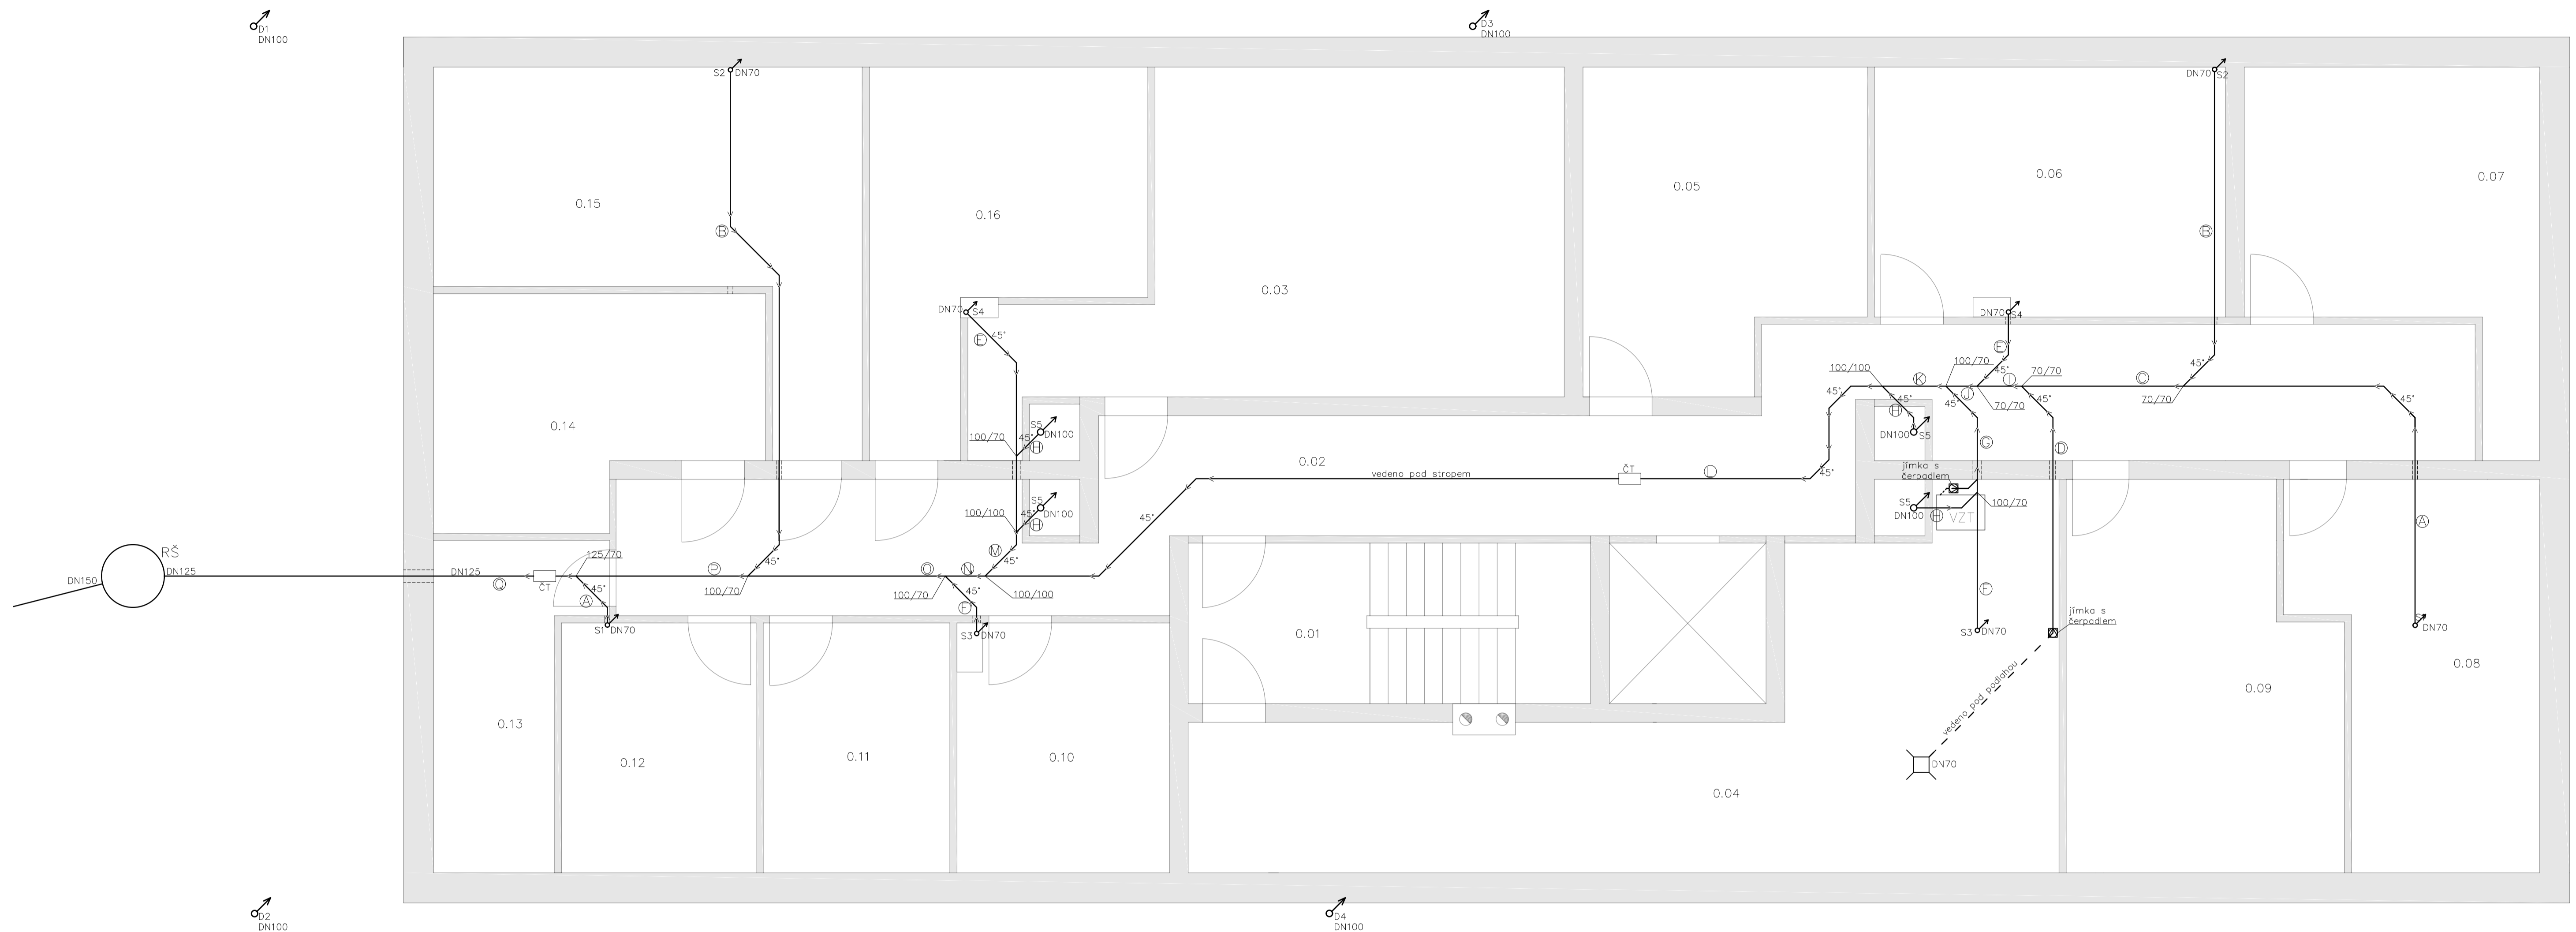 D1
DN100
D3
DN100
S2 DN70
DN70 S2
0.15
0.16
0.03
0.05
0.06
0.07
B
B
DN70 S4
45°
E
DN70 S4
E
45°
100/70
100/100
K
J
I
45°
70/70
70/70
C
45°
70/70
45°
45°
45°
45°
H
DN100 S5
S5
DN100
45°
H
100/70
0.14
0.02
vedeno pod stropem
ČT
45°
L
G
D
jímka s
čerpadlem
100/70
S5
DN100
H
VZT
A
S5
DN100
45°
H
100/100
M
45°
45°
RŠ
DN150
DN125
DN125
Q
ČT
125/70
45°
A
S1 DN70
P
45°
100/70
O
N
100/70
45°
F
S3 DN70
100/100
F
S3 DN70
jímka s
čerpadlem
S
DN70
0.01
0.08
0.09
0.13
0.12
0.11
0.10
vedeno pod podlahou
DN70
0.04
D2
DN100
D4
DN100